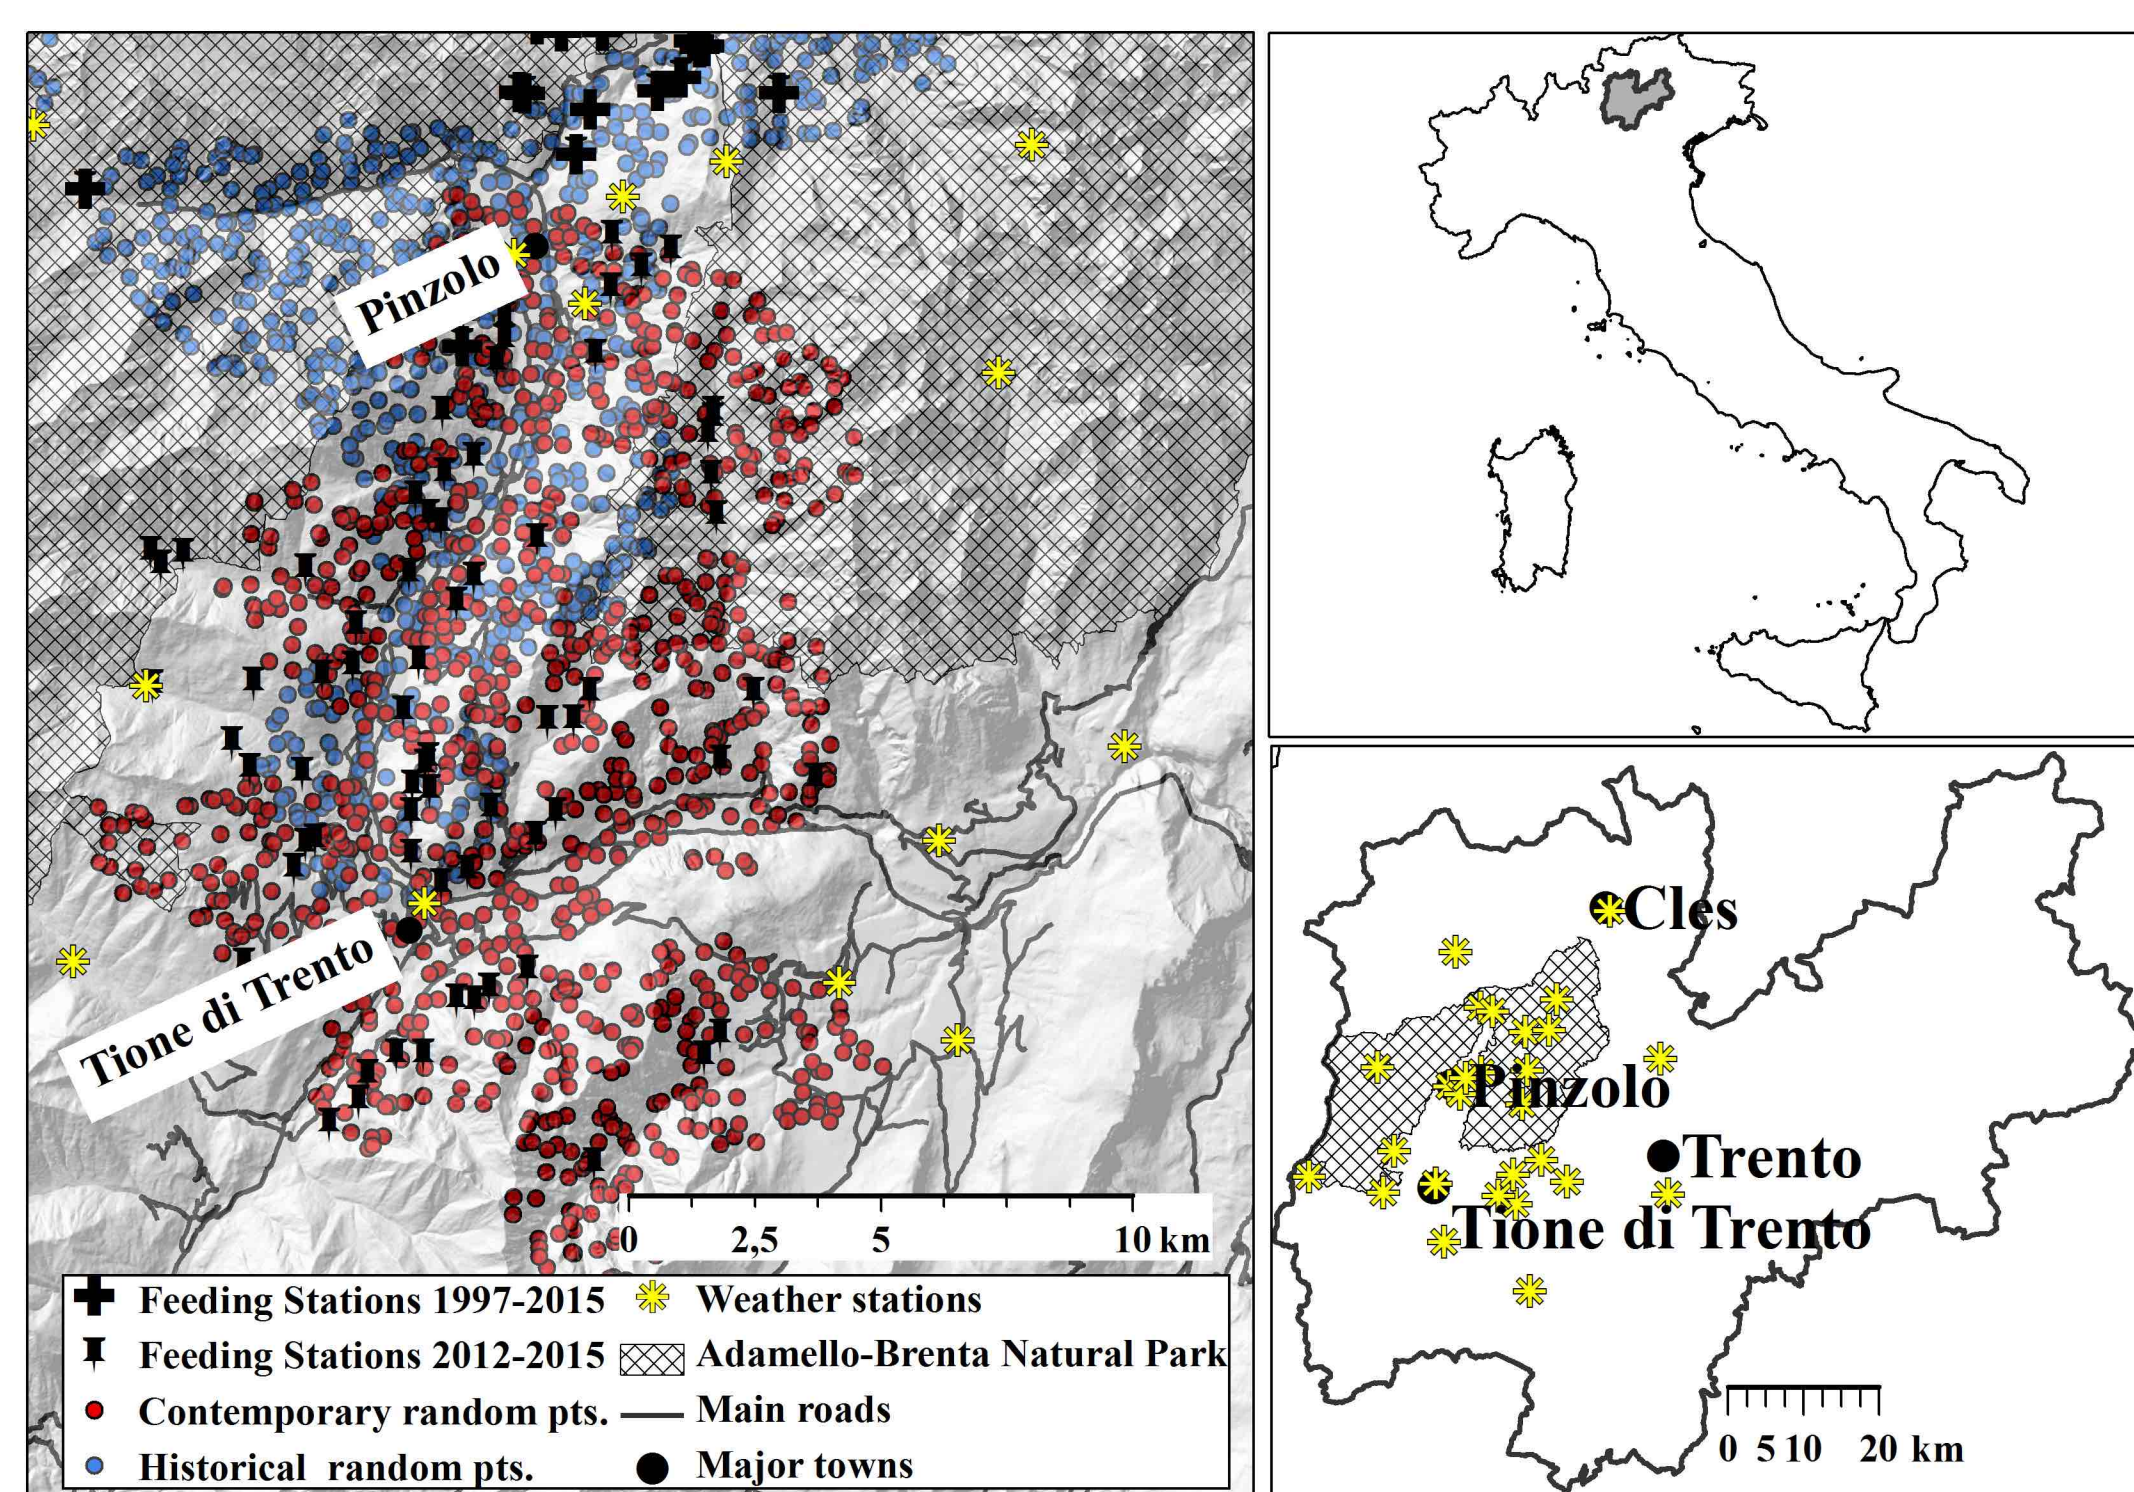 Pinzolo
Tione di Trento
0 2,5 5 10 km
Feeding Stations 1997-2015
Weather stations
Feeding Stations 2012-2015
Adamello-Brenta Natural Park
Contemporary random pts.
Main roads
Historical random pts.
Major towns
Cles
Pinzolo
Trento
Tione di Trento
0 5 10 20 km